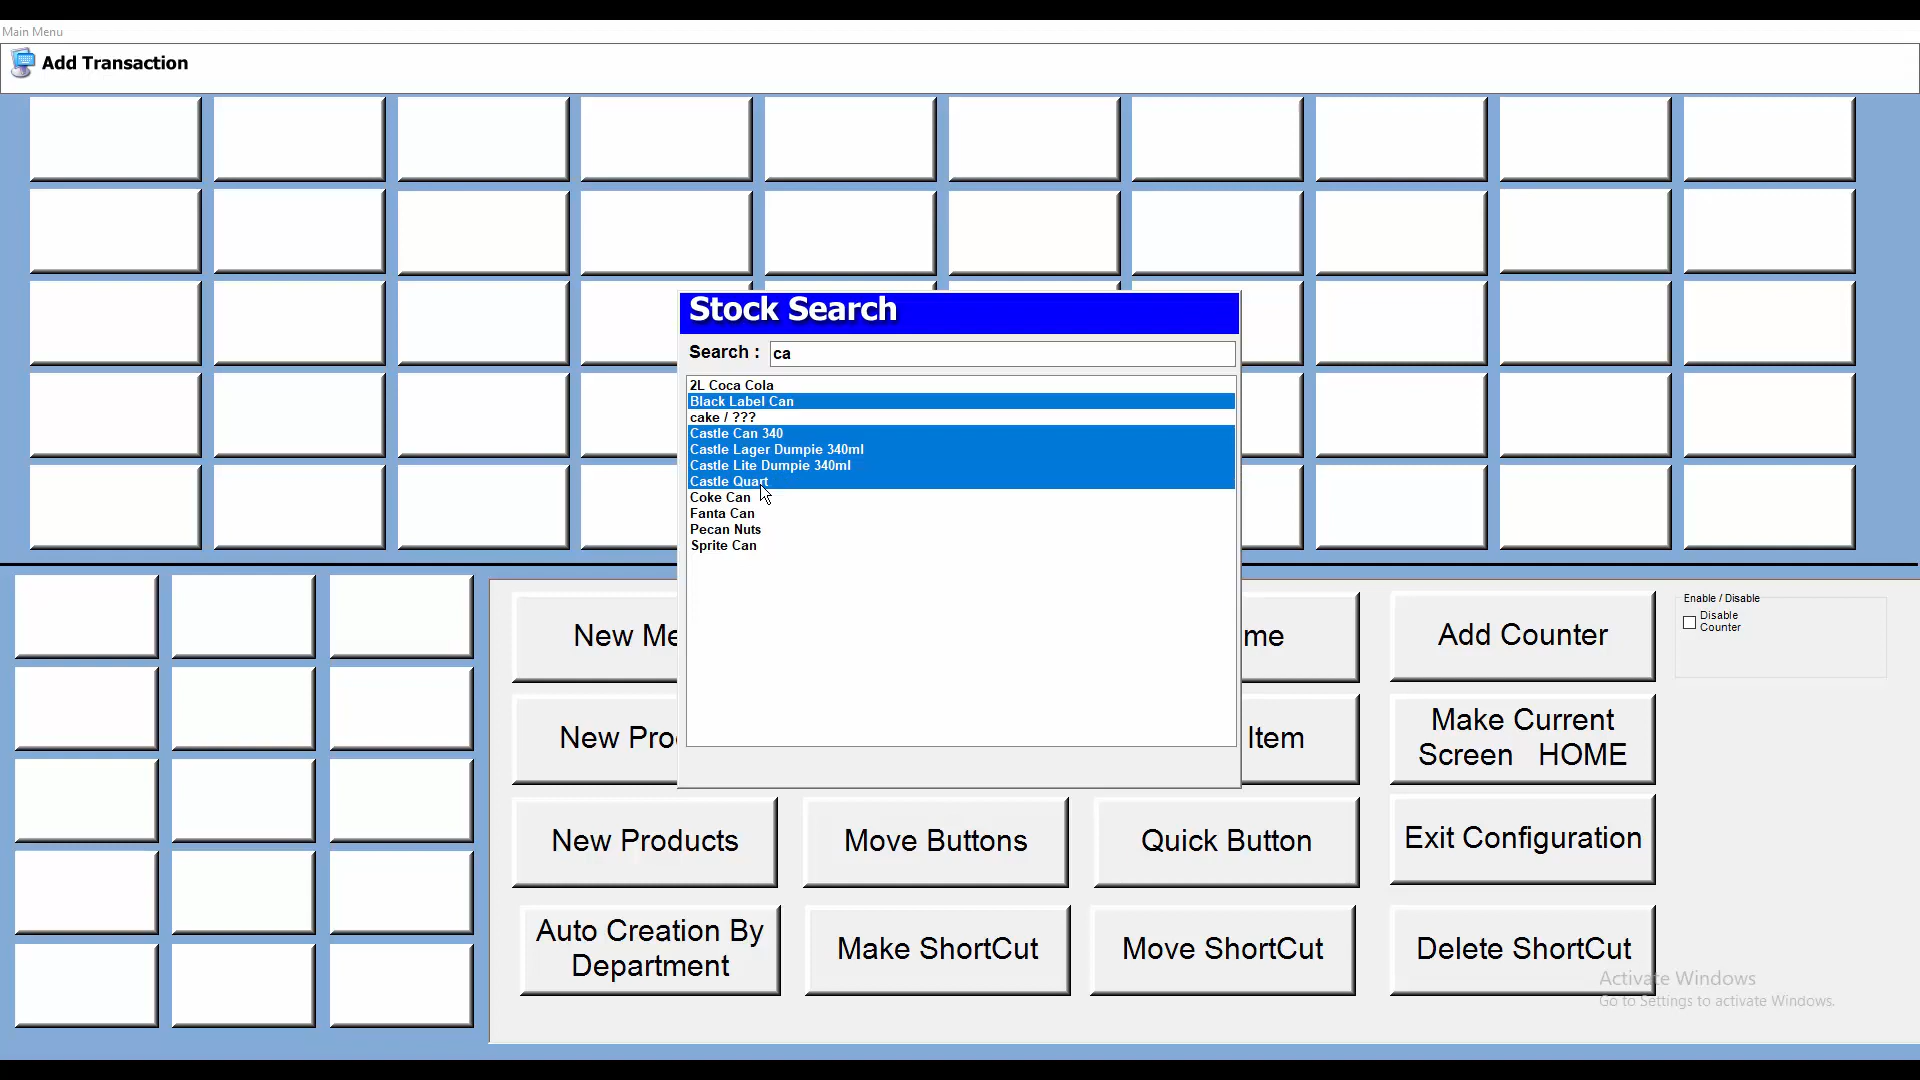 Main Menu
Add Transaction
Stock Search
Search : ca
2L Coca Cola
Black Label Can
cake / ???
Castle Can 340
Castle Lager Dumpie 340ml
Castle Lite Dumpie 340ml
Castle Quart
Coke Can
Fanta Can
Pecan Nuts
Sprite Can
New Me
me
Add Counter
Enable / Disable
Disable
Counter
New Pro
Item
Make Current
Screen HOME
New Products
Move Buttons
Quick Button
Exit Configuration
Auto Creation By
Department
Make ShortCut
Move ShortCut
Delete ShortCut
Activate Windows
Go to Settings to activate Windows.